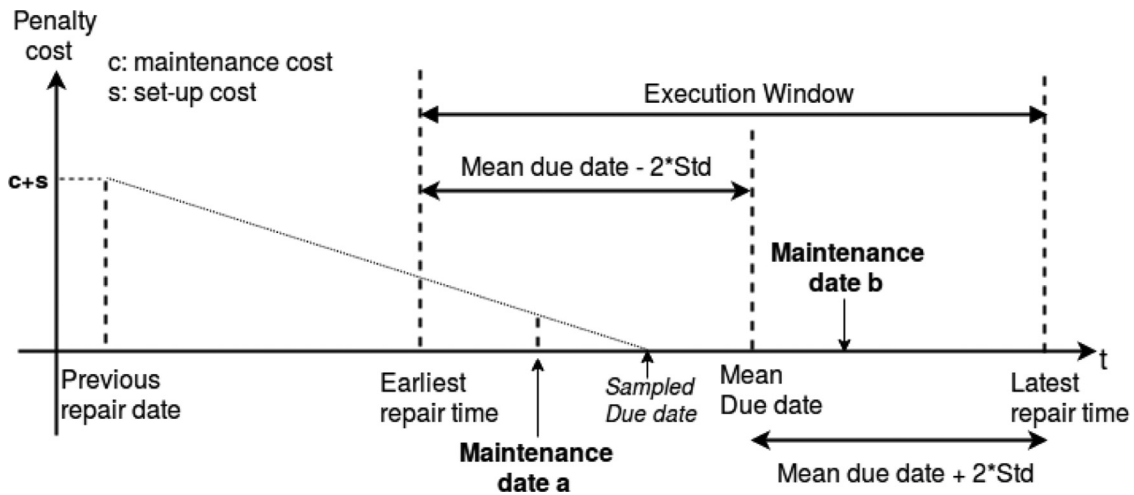 Penalty
cost
c: maintenance cost
s: set-up cost
Execution Window
Mean due date - 2*Std
c+s
Maintenance
date b
t
Previous
repair date
Earliest
repair time
Sampled
Due date
Mean
Due date
Latest
repair time
Maintenance
date a
Mean due date + 2*Std